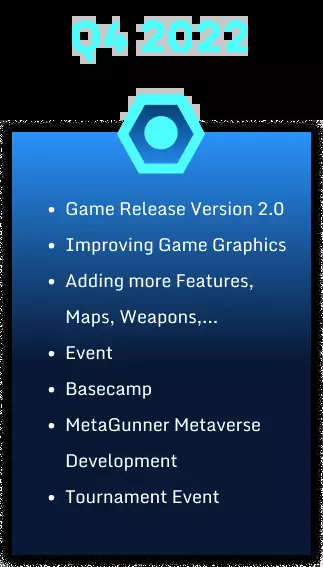 Q4 2022
• Game Release Version 2.0
• Improving Game Graphics
• Adding more Features,
Maps, Weapons,...
• Event
• Basecamp
• MetaGunner Metaverse
Development
• Tournament Event